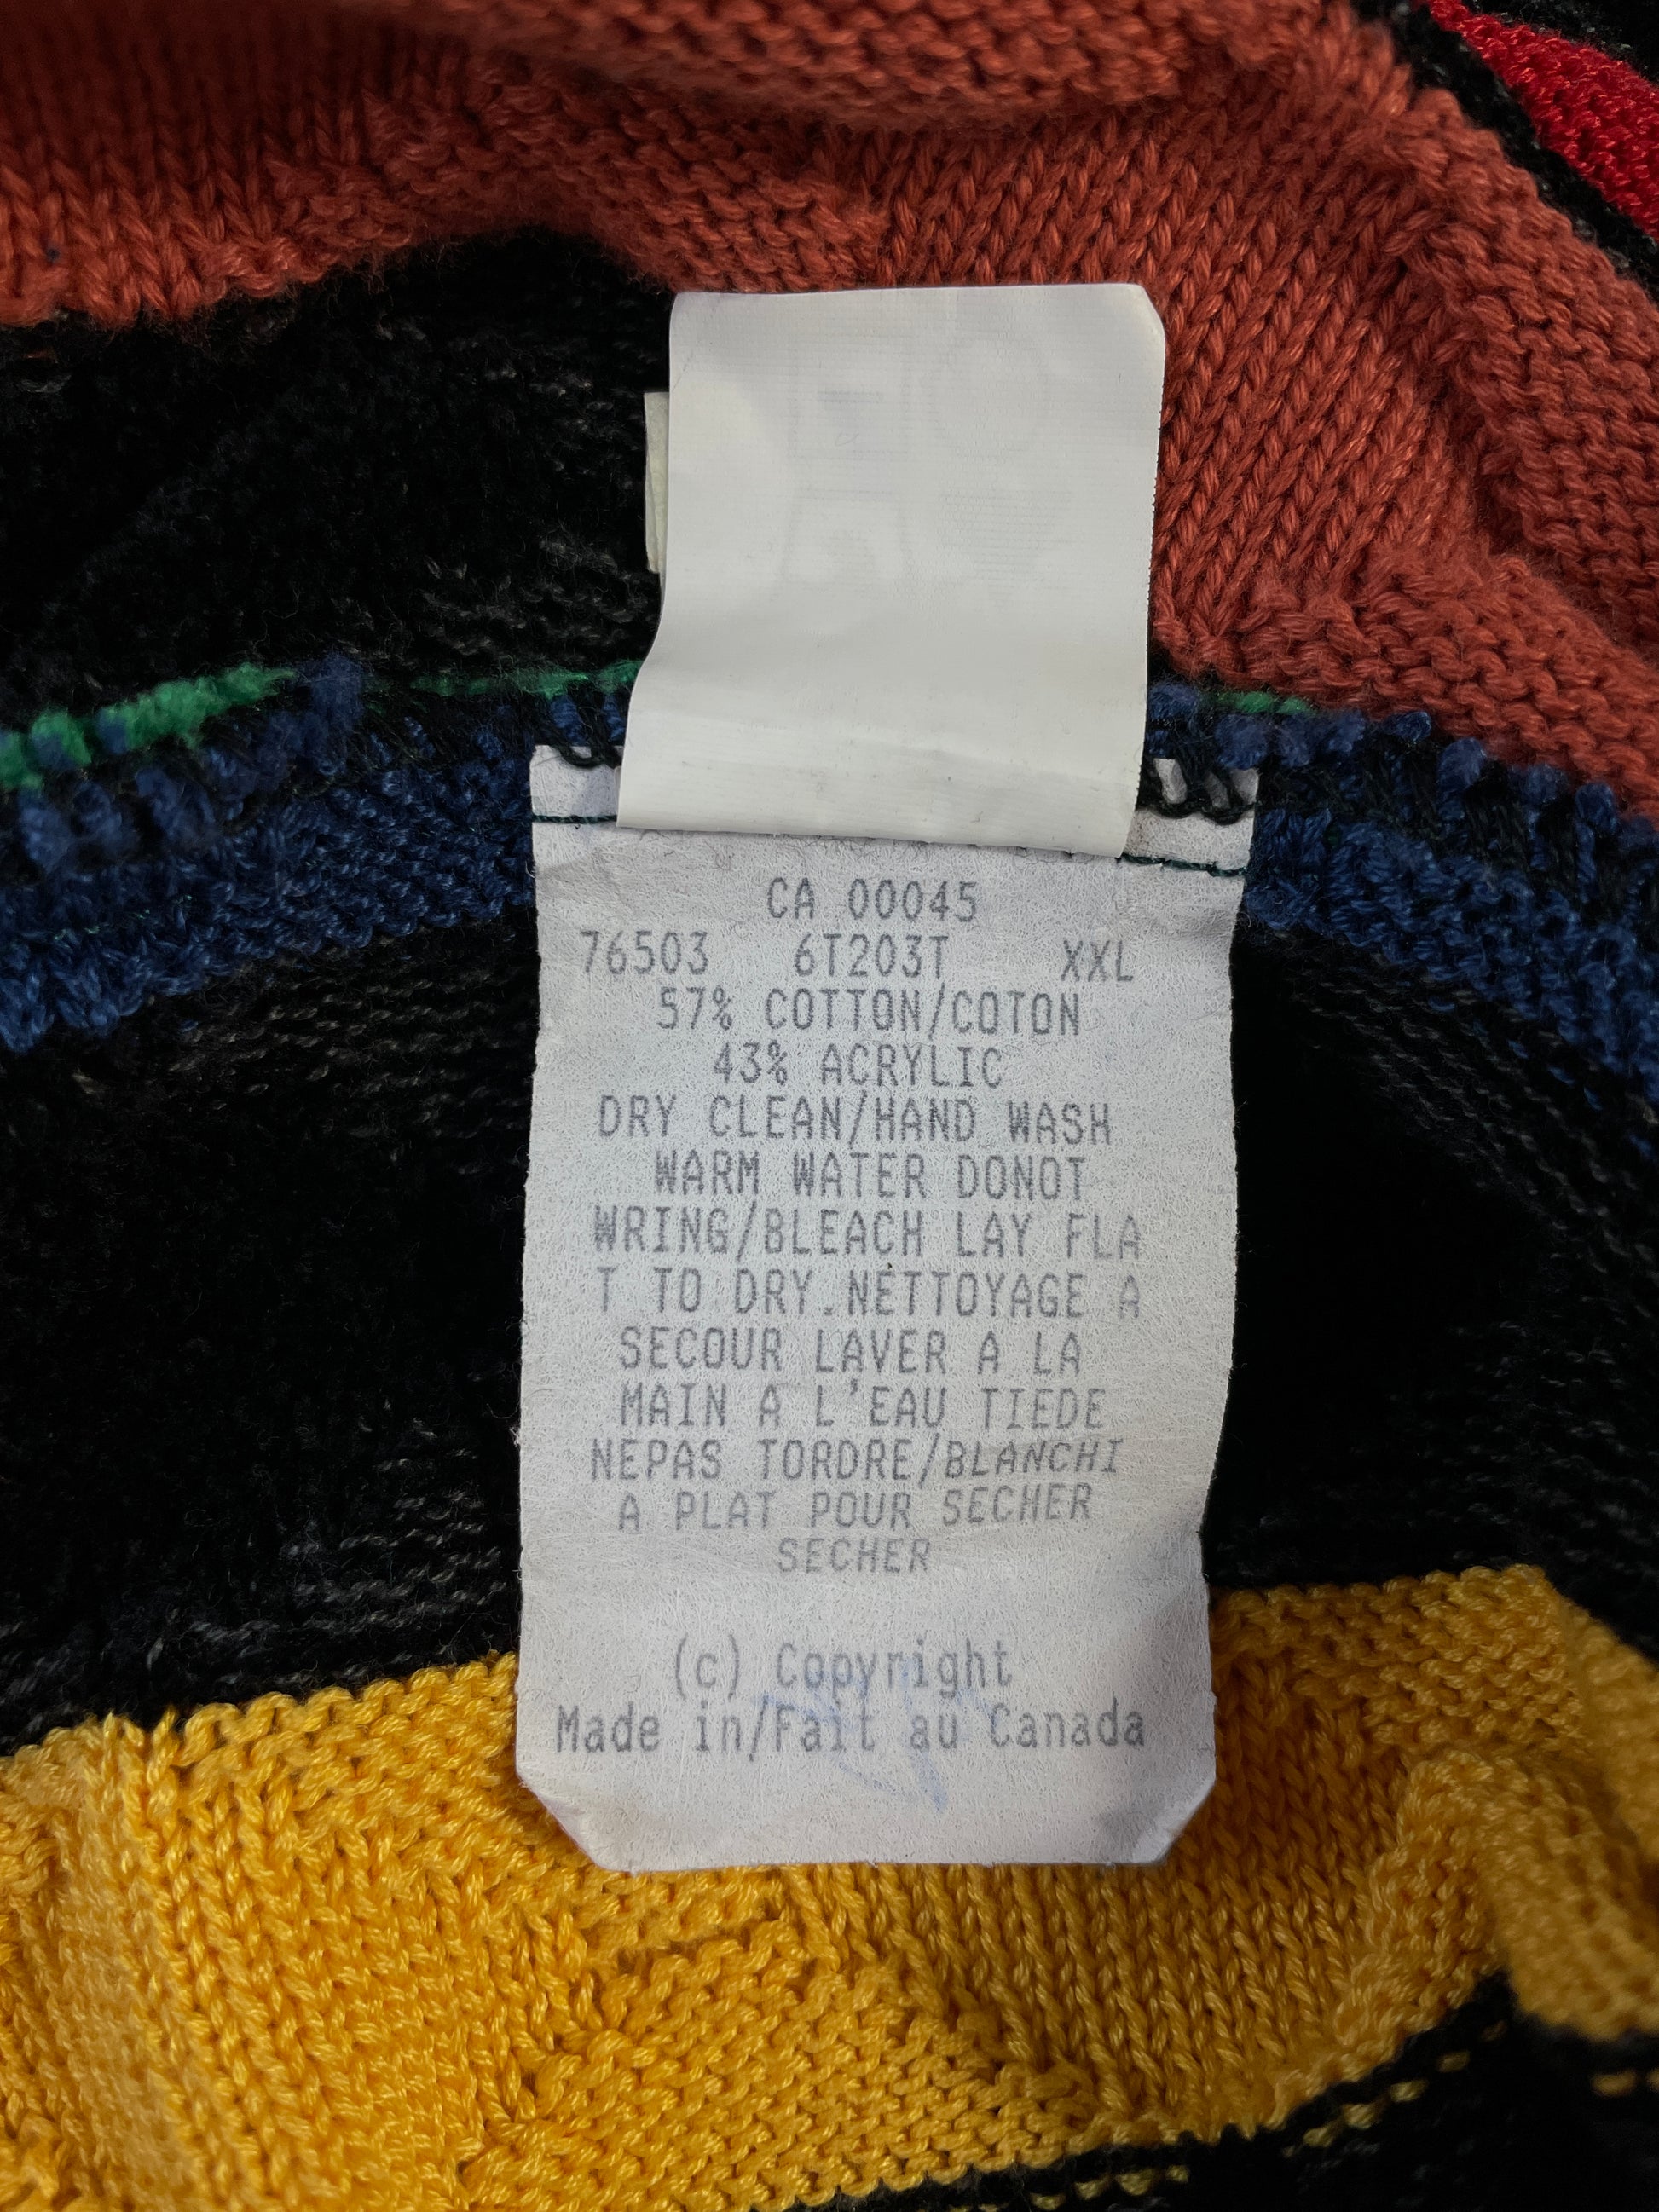 CA 00045
76503 6T203T XXL
57% COTTON/COTON
43% ACRYLIC
DRY CLEAN/HAND WASH
WARM WATER DONOT
WRING/BLEACH LAY FLA
T TO DRY.NETTOYAGE A
SECOUR LAVER A LA
MAIN A L'EAU TIEDE
NEPAS TORDRE/BLANCHI
A PLAT POUR SECHER
SECHER
(c) Copyright
Made in/Fait au Canada